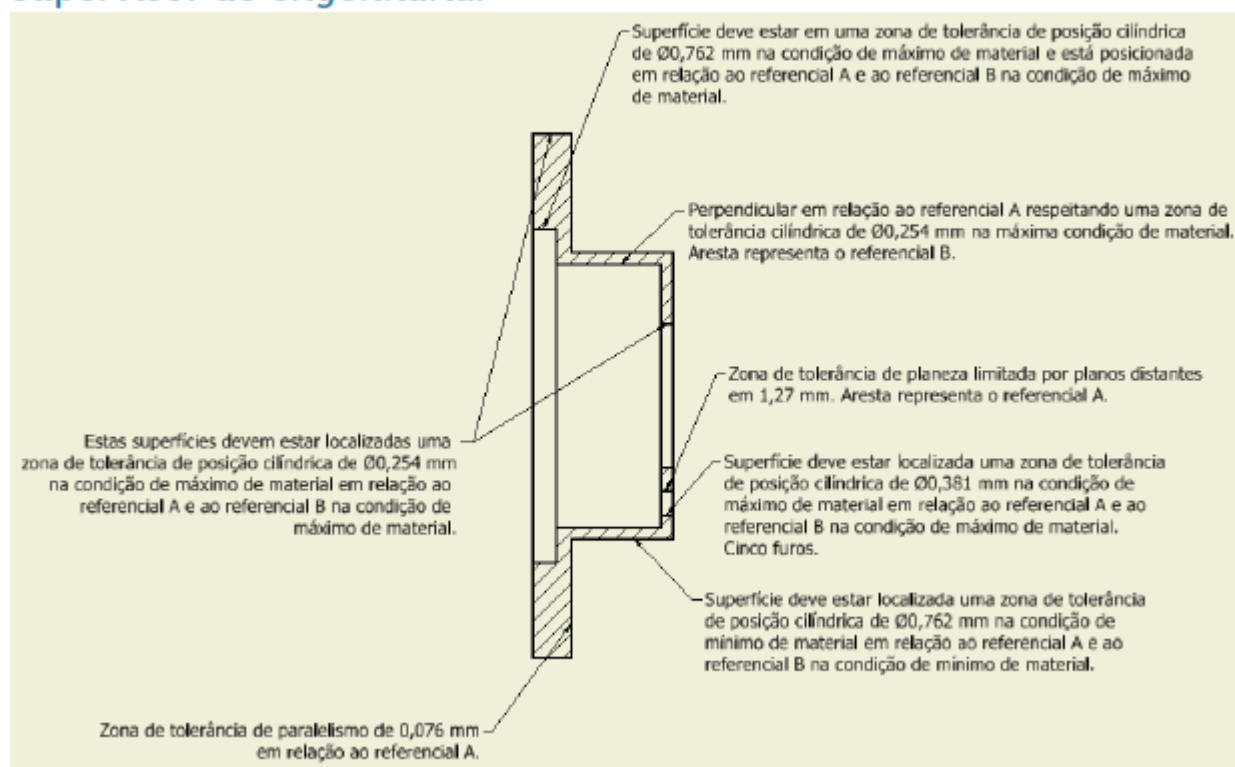 Superfície deve estar em uma zona de tolerância de posição cilíndrica
de Ø0,762 mm na condição de máximo de material e está posicionada
em relação ao referencial A e ao referencial B na condição de máximo
de material.
Perpendicular em relação ao referencial A respeitando uma zona de
tolerância cilíndrica de Ø0,254 mm na máxima condição de material.
Aresta representa o referencial B.
Zona de tolerância de planeza limitada por planos distantes
em 1,27 mm. Aresta representa o referencial A.
Estas superfícies devem estar localizadas uma
zona de tolerância de posição cilíndrica de Ø0,254 mm
na condição de máximo de material em relação ao
referencial A e ao referencial B na condição de
máximo de material.
Superfície deve estar localizada uma zona de tolerância
de posição cilíndrica de Ø0,381 mm na condição de
máximo de material em relação ao referencial A e ao
referencial B na condição de máximo de material.
Cinco furos.
Superfície deve estar localizada uma zona de tolerância
de posição cilíndrica de Ø0,762 mm na condição de
mínimo de material em relação ao referencial A e ao
referencial B na condição de mínimo de material.
Zona de tolerância de paralelismo de 0,076 mm
em relação ao referencial A.